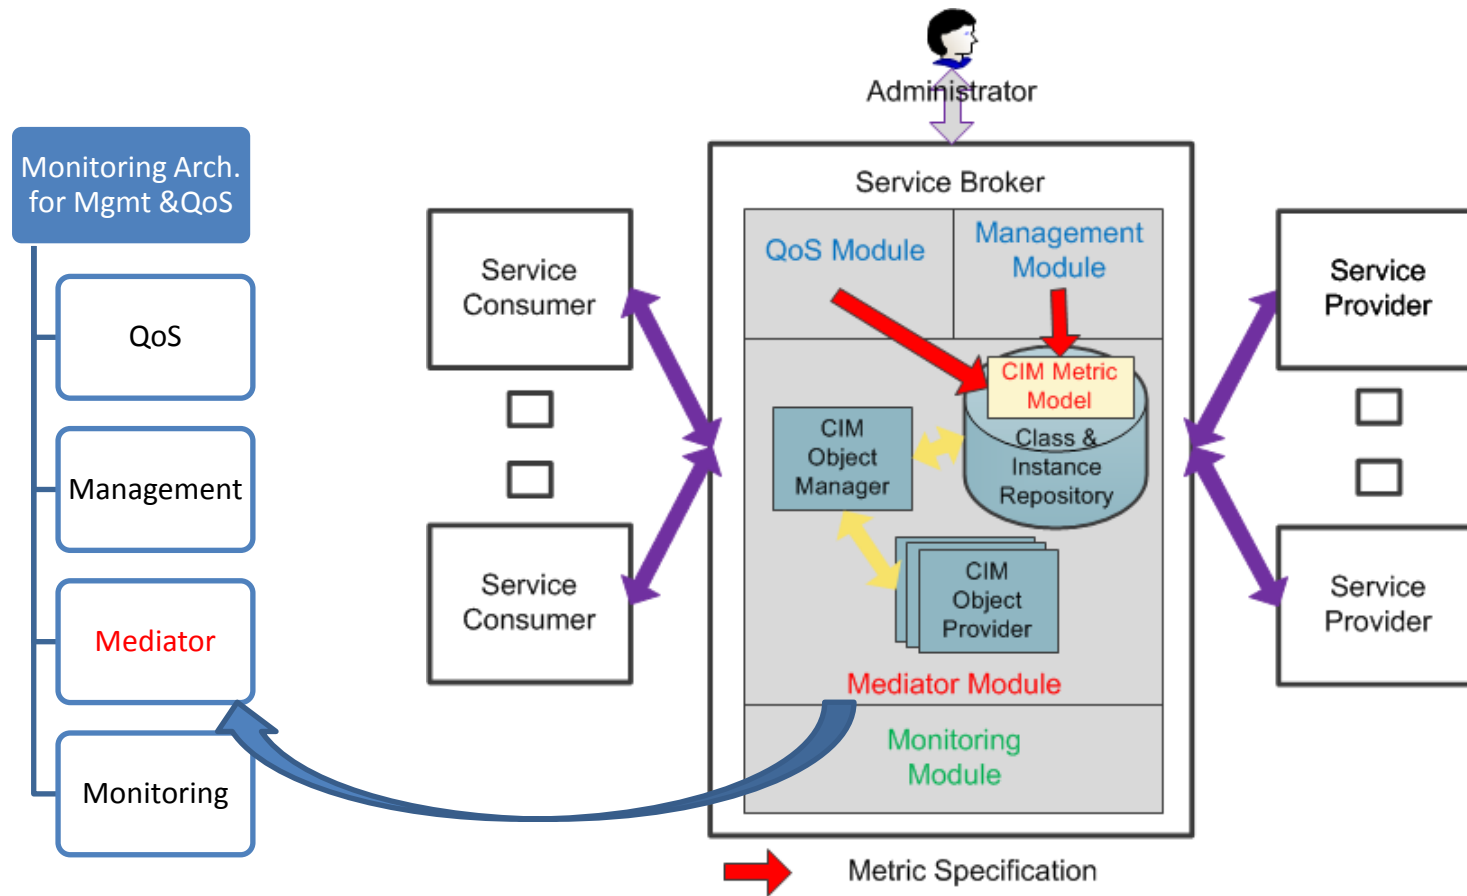 Administrator
Monitoring Arch.
for Mgmt &QoS
QoS
Management
Mediator
Monitoring
Service Broker
Service
Consumer
Service
Consumer
QoS Module
Management
Module
CIM Metric
Model
Class &
Instance
Repository
CIM
Object
Manager
CIM
Object
Provider
Mediator Module
Monitoring
Module
Service
Provider
Service
Provider
Metric Specification